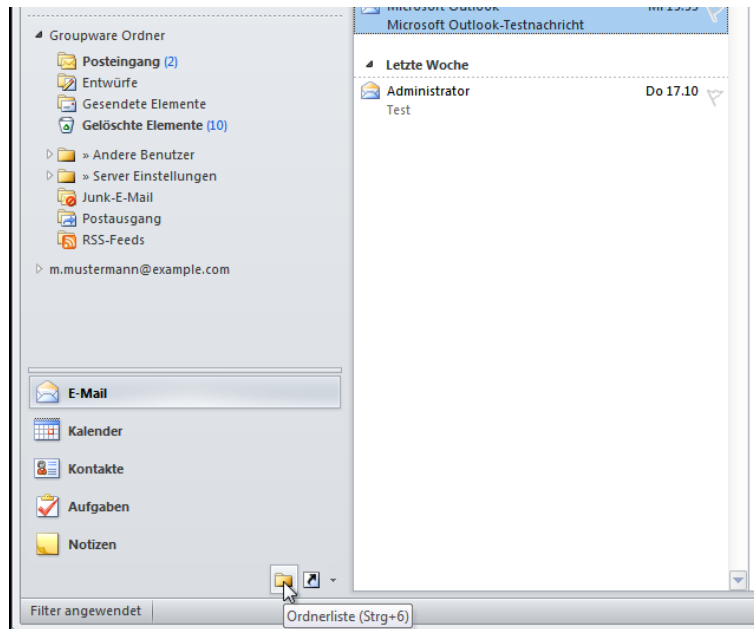 Groupware Ordner
Posteingang (2)
Entwürfe
Gesendete Elemente
Gelöschte Elemente (10)
» Andere Benutzer
» Server Einstellungen
Junk-E-Mail
Postausgang
RSS-Feeds
m.mustermann@example.com
E-Mail
Kalender
Kontakte
Aufgaben
Notizen
Microsoft Outlook
Microsoft Outlook-Testnachricht
Letzte Woche
Administrator Do 17.10
Test
Filter angewendet
Ordnerliste (Strg+6)